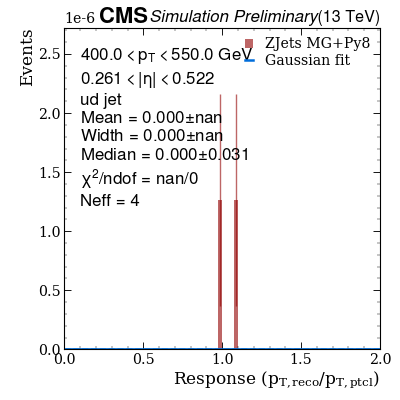 1e-6 CMS Simulation Preliminary (13 TeV)
Events
400.0 < pT < 550.0 GeV
0.261 < |η| < 0.522
ud jet
Mean = 0.000±nan
Width = 0.000±nan
Median = 0.000±0.031
χ²/ndof = nan/0
Neff = 4
ZJets MG+Py8
Gaussian fit
2.5
2.0
1.5
1.0
0.5
0.0
0.0 0.5 1.0 1.5 2.0
Response (pT,reco/pT,ptcl)